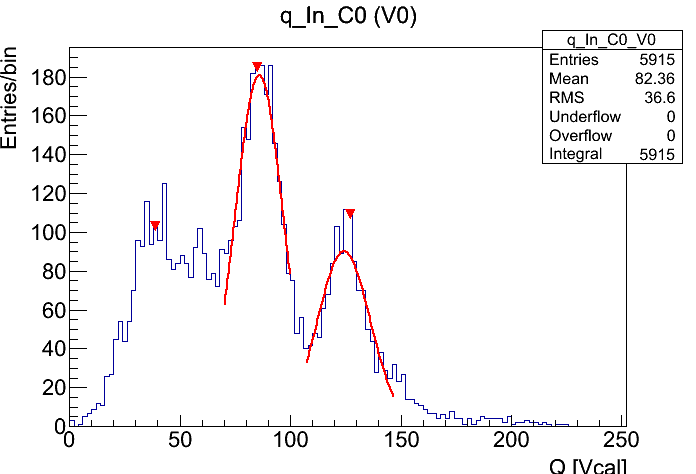 q_In_C0 (V0)
q_In_C0_V0
Entries 5915
Mean 82.36
RMS 36.6
Underflow 0
Overflow 0
Integral 5915
Entries/bin
180
160
140
120
100
80
60
40
20
0
0 50 100 150 200 250
Q [Vcal]